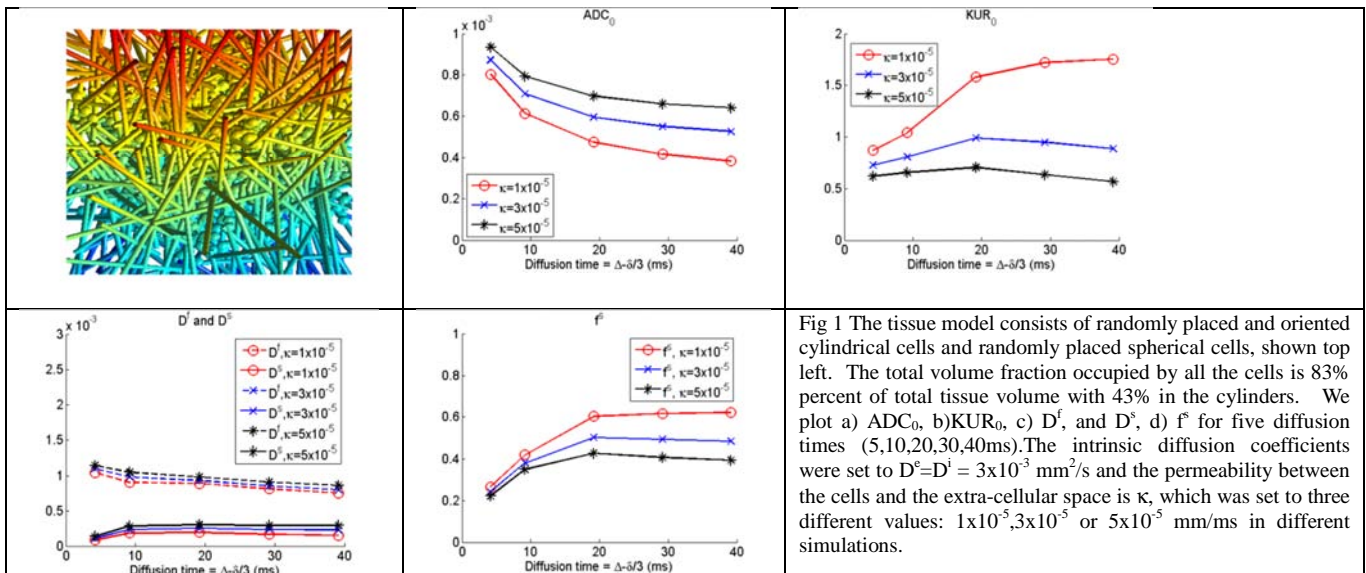 ADC₀
x 10⁻³
1
0.8
0.6
0.4
0.2
0
κ=1x10⁻⁵
κ=3x10⁻⁵
κ=5x10⁻⁵
0 10 20 30 40
Diffusion time = Δ-δ/3 (ms)
KUR₀
2
1.5
1
0.5
0
κ=1x10⁻⁵
κ=3x10⁻⁵
κ=5x10⁻⁵
0 10 20 30 40
Diffusion time = Δ-δ/3 (ms)
Dᶠ and Dˢ
x 10⁻³
3
2.5
2
1.5
1
0.5
0
Dᶠ,κ=1x10⁻⁵
Dˢ,κ=1x10⁻⁵
Dᶠ,κ=3x10⁻⁵
Dˢ,κ=3x10⁻⁵
Dᶠ,κ=5x10⁻⁵
Dˢ,κ=5x10⁻⁵
0 10 20 30 40
Diffusion time = Δ-δ/3 (ms)
fˢ
1
0.8
0.6
0.4
0.2
0
fˢ, κ=1x10⁻⁵
fˢ, κ=3x10⁻⁵
fˢ, κ=5x10⁻⁵
0 10 20 30 40
Diffusion time = Δ-δ/3 (ms)
Fig 1 The tissue model consists of randomly placed and oriented
cylindrical cells and randomly placed spherical cells, shown top
left. The total volume fraction occupied by all the cells is 83%
percent of total tissue volume with 43% in the cylinders. We
plot a) ADC₀, b)KUR₀, c) Dᶠ, and Dˢ, d) fˢ for five diffusion
times (5,10,20,30,40ms).The intrinsic diffusion coefficients
were set to Dᵉ=Dⁱ = 3x10⁻³ mm²/s and the permeability between
the cells and the extra-cellular space is κ, which was set to three
different values: 1x10⁻⁵,3x10⁻⁵ or 5x10⁻⁵ mm/ms in different
simulations.